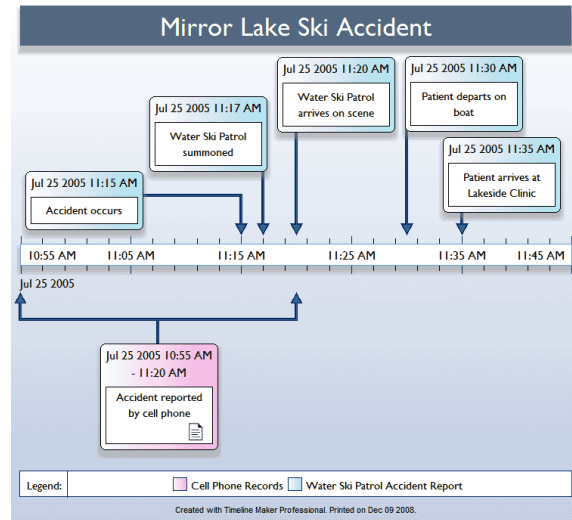 Mirror Lake Ski Accident
Jul 25 2005 11:20 AM
Water Ski Patrol
arrives on scene
Jul 25 2005 11:30 AM
Patient departs on
boat
Jul 25 2005 11:17 AM
Water Ski Patrol
summoned
Jul 25 2005 11:35 AM
Patient arrives at
Lakeside Clinic
Jul 25 2005 11:15 AM
Accident occurs
10:55 AM 11:05 AM 11:15 AM 11:25 AM 11:35 AM 11:45 AM
Jul 25 2005
Jul 25 2005 10:55 AM
- 11:20 AM
Accident reported
by cell phone
Legend: Cell Phone Records Water Ski Patrol Accident Report
Created with Timeline Maker Professional. Printed on Dec 09 2008.